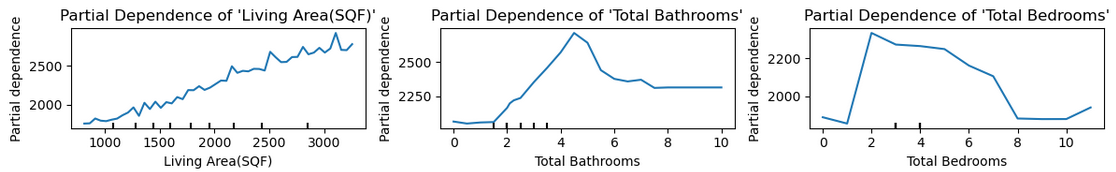 Partial Dependence of 'Living Area(SQF)'
Partial dependence
2500
2000
1000 1500 2000 2500 3000
Living Area(SQF)
Partial Dependence of 'Total Bathrooms'
Partial dependence
2500
2250
0 2 4 6 8 10
Total Bathrooms
Partial Dependence of 'Total Bedrooms'
Partial dependence
2200
2000
0 2 4 6 8 10
Total Bedrooms